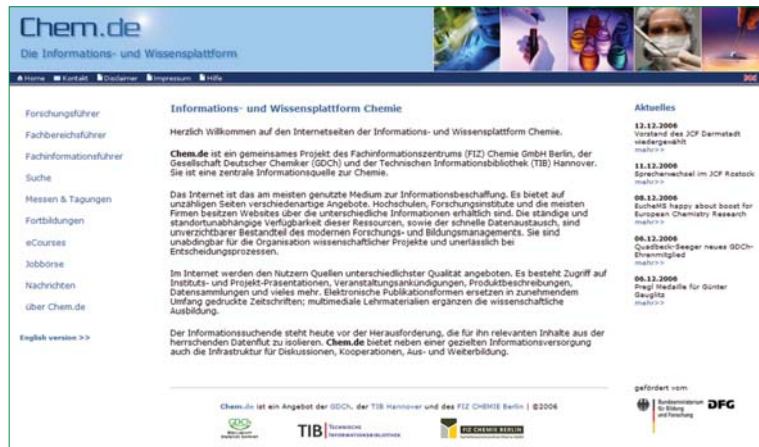 Chem.de
Die Informations- und Wissensplattform
Home Kontakt Disclaimer Impressum Hilfe
Forschungsführer
Fachbereichsführer
Fachinformationsführer
Suche
Messen & Tagungen
Fortbildungen
eCourses
Jobbörse
Nachrichten
über Chem.de
English version >>
Informations- und Wissensplattform Chemie
Herzlich Willkommen auf den Internetseiten der Informations- und Wissensplattform Chemie.
Chem.de ist ein gemeinsames Projekt des Fachinformationszentrums (FIZ) Chemie GmbH Berlin, der
Gesellschaft Deutscher Chemiker (GDCh) und der Technischen Informationsbibliothek (TIB) Hannover.
Sie ist eine zentrale Informationsquelle zur Chemie.
Das Internet ist das am meisten genutzte Medium zur Informationsbeschaffung. Es bietet auf
unzähligen Seiten verschiedenartige Angebote. Hochschulen, Forschungsinstitute und die meisten
Firmen besitzen Websites über die unterschiedliche Informationen erhältlich sind. Die ständige und
standortunabhängige Verfügbarkeit dieser Ressourcen, sowie der schnelle Datenaustausch, sind
unverzichtbarer Bestandteil des modernen Forschungs- und Bildungsmanagements. Sie sind
unabdingbar für die Organisation wissenschaftlicher Projekte und unerlässlich bei
Entscheidungsprozessen.
Im Internet werden den Nutzern Quellen unterschiedlichster Qualität angeboten. Es besteht Zugriff auf
Instituts- und Projekt-Präsentationen, Veranstaltungsankündigungen, Produktbeschreibungen,
Datensammlungen und vieles mehr. Elektronische Publikationsformen ersetzen in zunehmendem
Umfang gedruckte Zeitschriften; multimediale Lehrmaterialien ergänzen die wissenschaftliche
Ausbildung.
Der Informationssuchende steht heute vor der Herausforderung, die für ihn relevanten Inhalte aus der
herrschenden Datenflut zu isolieren. Chem.de bietet neben einer gezielten Informationsversorgung
auch die Infrastruktur für Diskussionen, Kooperationen, Aus- und Weiterbildung.
Aktuelles
12.12.2006
Vorstand des JCF Darmstadt
wiedergewählt
mehr>>
11.12.2006
Sprecherwechsel im JCF Rostock
mehr>>
08.12.2006
EucheMS happy about boost for
European Chemistry Research
mehr>>
06.12.2006
Quadbeck-Seeger neues GDCh-
Ehrenmitglied
mehr>>
06.12.2006
Pregl Medaille für Günter
Gauglitz
mehr>>
gefördert vom
Bundesministerium
für Bildung
und Forschung
DFG
Chem.de ist ein Angebot der GDCh, der TIB Hannover und des FIZ CHEMIE Berlin | ©2006
GDCh
TIB TECHNISCHE
INFORMATIONSBIBLIOTHEK
FIZ CHEMIE BERLIN